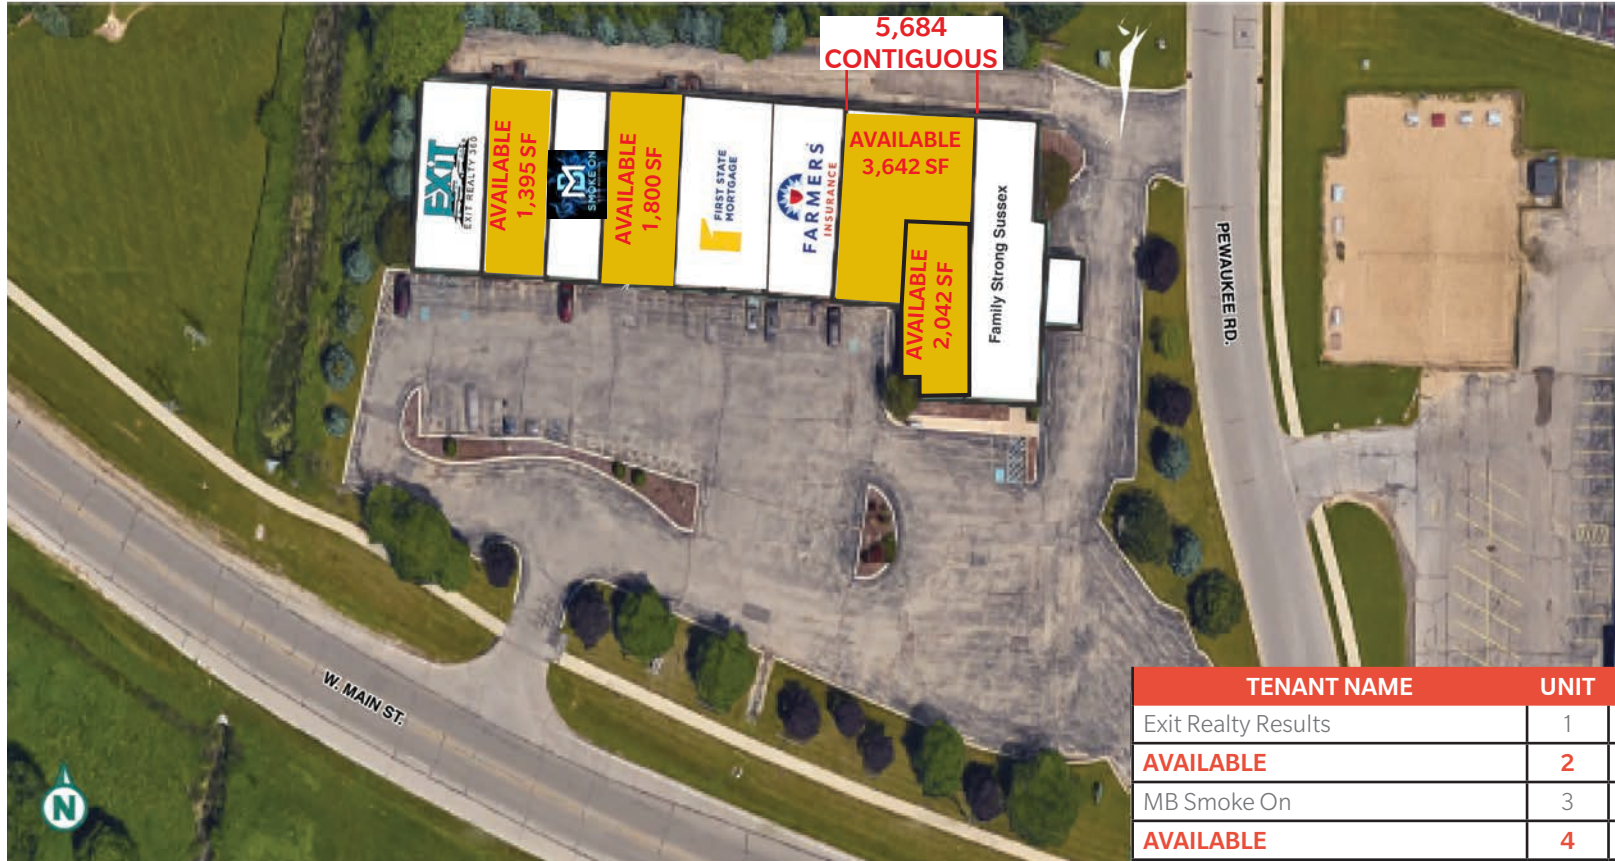 5,684
CONTIGUOUS
EXIT
EXIT REALTY 360
AVAILABLE
1,395 SF
MB
SMOKE ON
AVAILABLE
1,800 SF
FIRST STATE
MORTGAGE
FARMERS
INSURANCE
AVAILABLE
3,642 SF
AVAILABLE
2,042 SF
Family Strong Sussex
PEWAUKEE RD.
W. MAIN ST.
N
TENANT NAME UNIT
Exit Realty Results 1
AVAILABLE 2
MB Smoke On 3
AVAILABLE 4